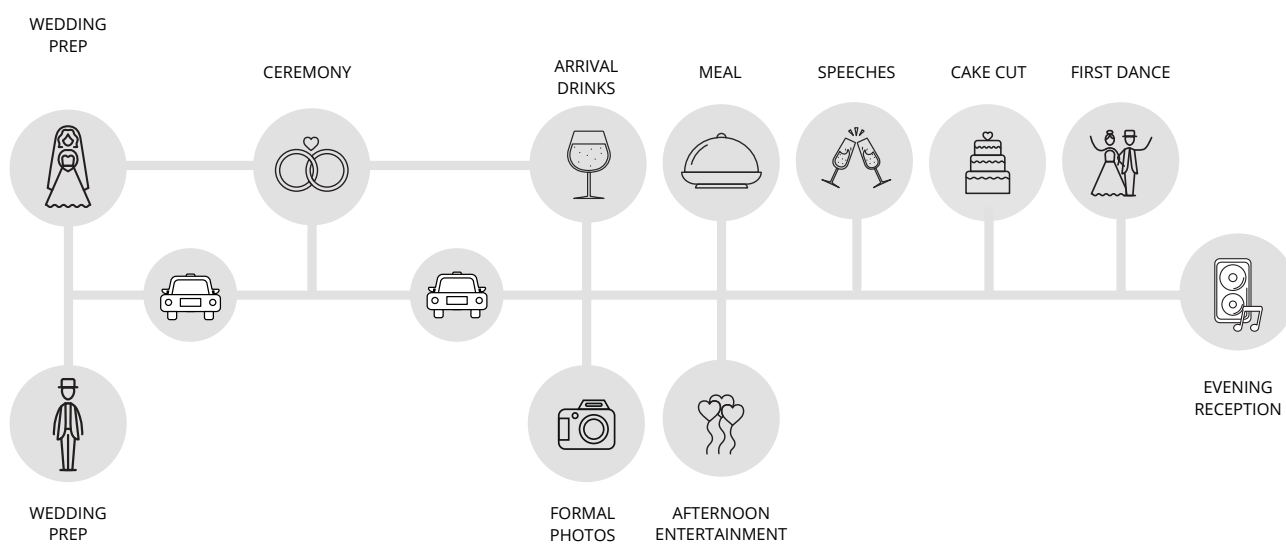 WEDDING
PREP
CEREMONY
ARRIVAL
DRINKS
MEAL
SPEECHES
CAKE CUT
FIRST DANCE
EVENING
RECEPTION
WEDDING
PREP
FORMAL
PHOTOS
AFTERNOON
ENTERTAINMENT